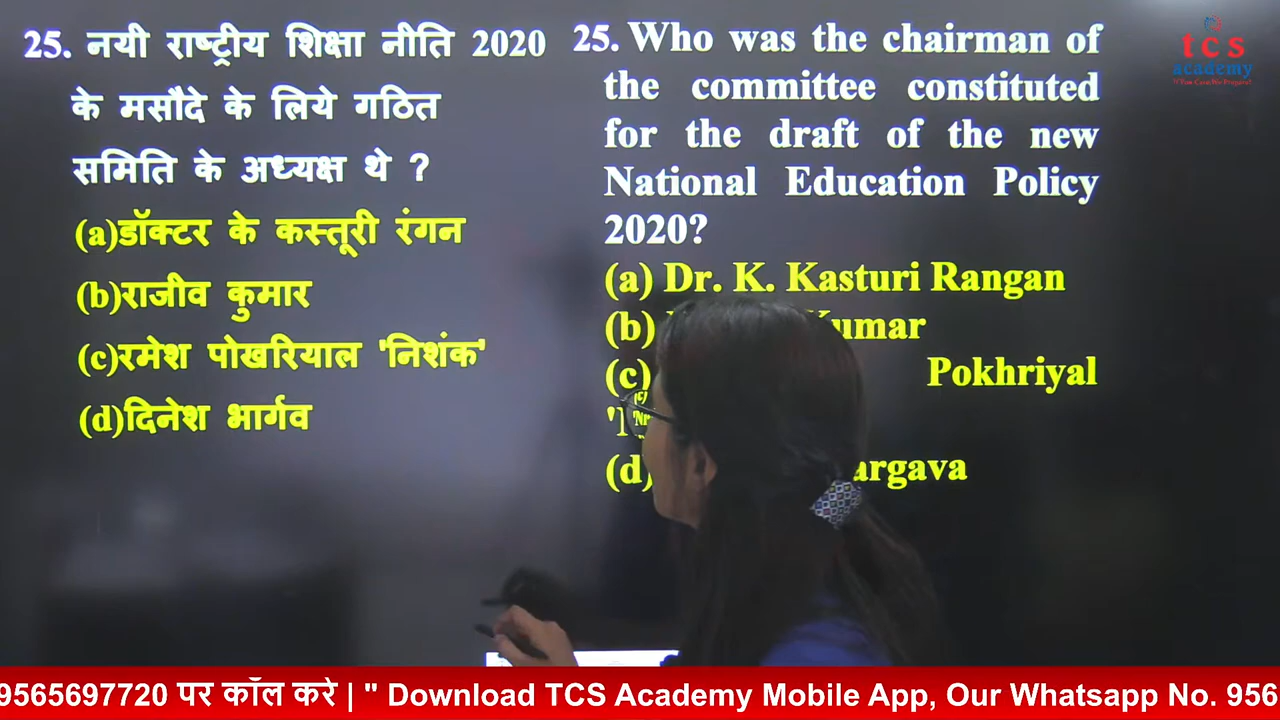 25. नयी राष्ट्रीय शिक्षा नीति 2020
के मसौदे के लिये गठित
समिति के अध्यक्ष थे ?
(a)डॉक्टर के कस्तूरी रंगन
(b)राजीव कुमार
(c)रमेश पोखरियाल 'निशंक'
(d)दिनेश भार्गव
25. Who was the chairman of
the committee constituted
for the draft of the new
National Education Policy
2020?
(a) Dr. K. Kasturi Rangan
(b)
(c) Pokhriyal
(d)
tcs
academy
9565697720 पर कॉल करे | " Download TCS Academy Mobile App, Our Whatsapp No. 956